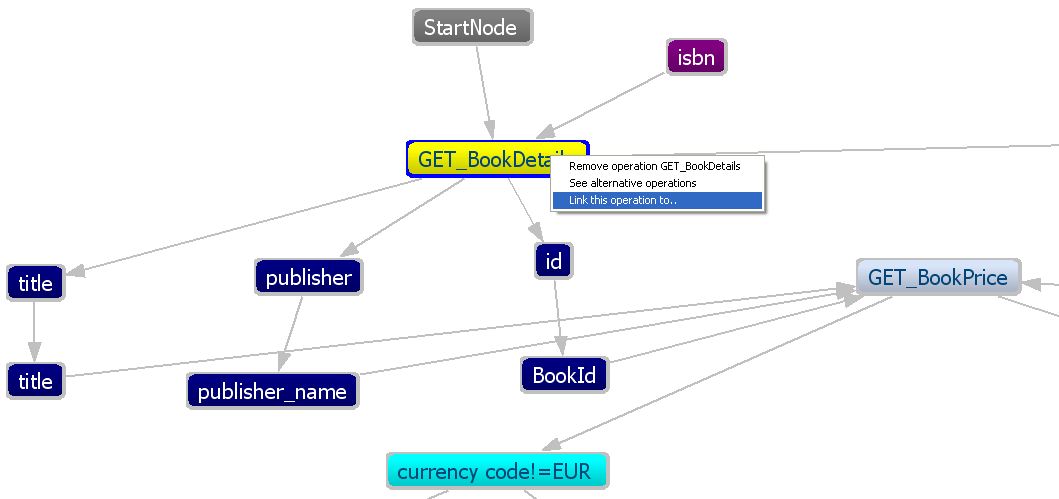 StartNode
isbn
GET_BookDetails
Remove operation GET_BookDetails
See alternative operations
Link this operation to..
id
publisher
title
GET_BookPrice
title
publisher_name
BookId
currency code!=EUR